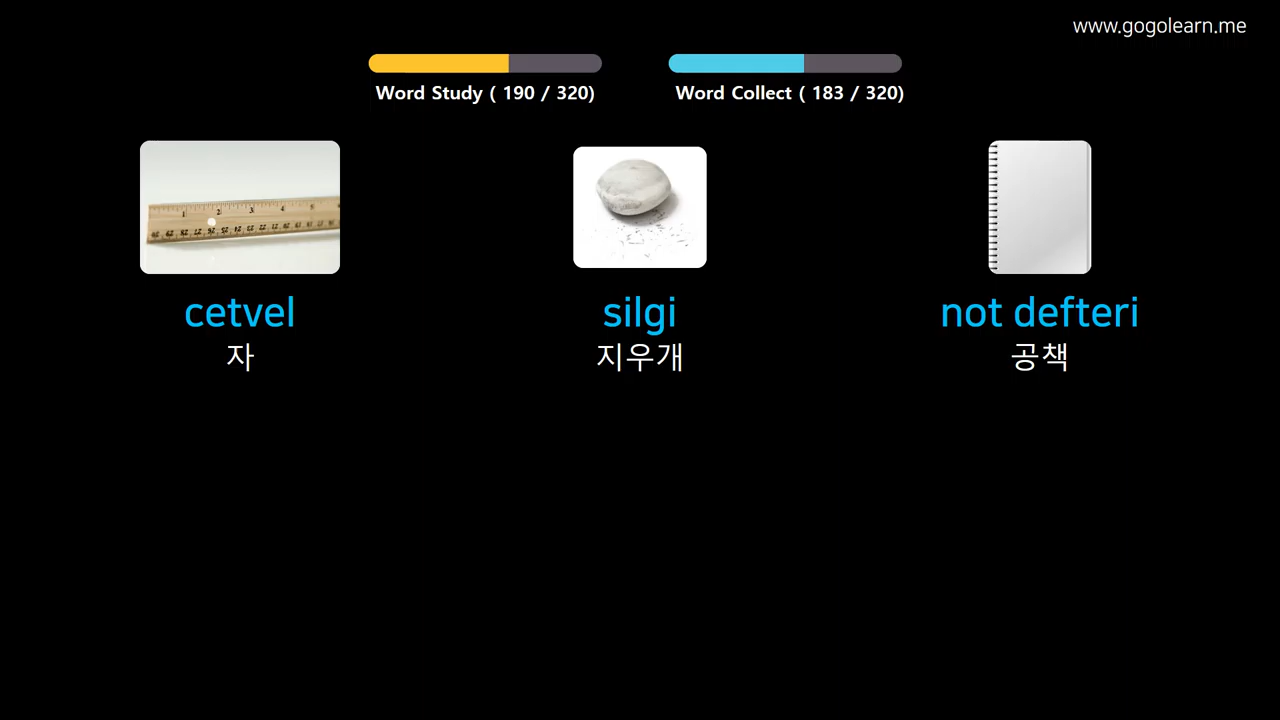 www.gogolearn.me
Word Study ( 190 / 320)
Word Collect ( 183 / 320)
cetvel
자
silgi
지우개
not defteri
공책